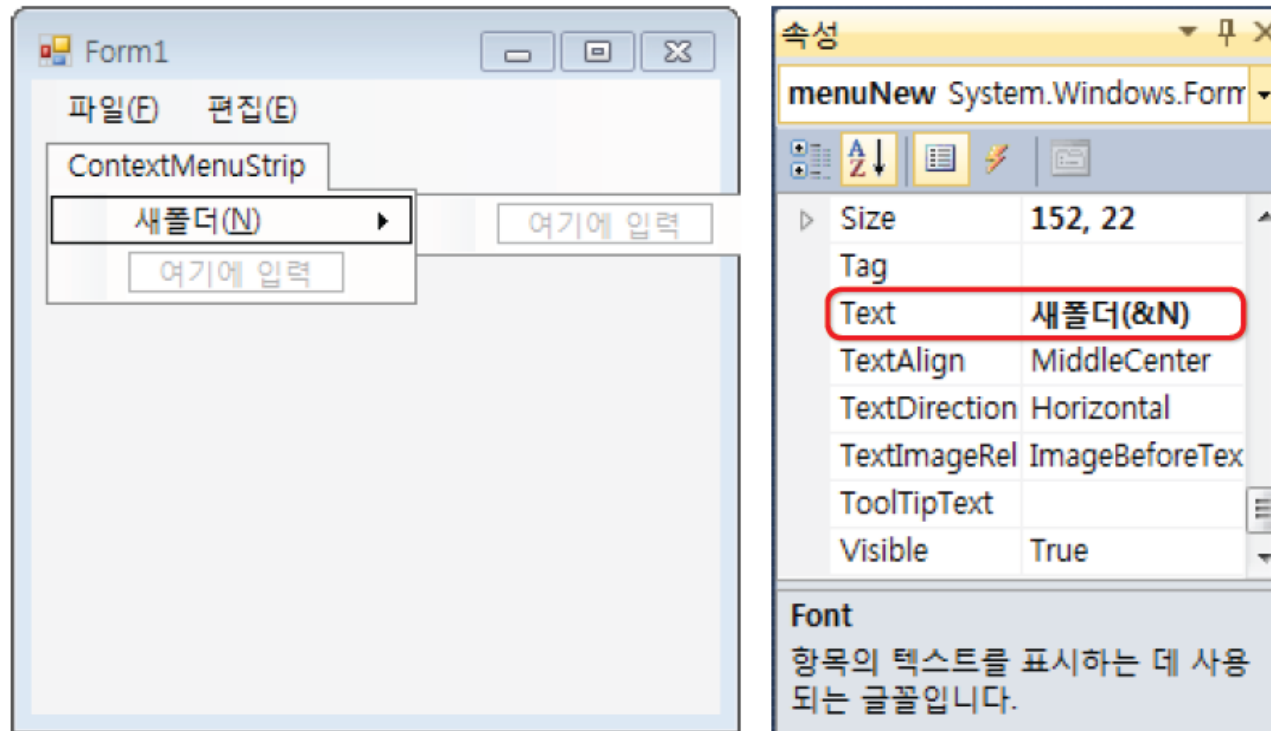 Form1
파일(F) 편집(E)
ContextMenuStrip
새폴더(N)
여기에 입력
여기에 입력
속성
menuNew System.Windows.Form
Size 152, 22
Tag
Text 새폴더(&N)
TextAlign MiddleCenter
TextDirection Horizontal
TextImageRel ImageBeforeTex
ToolTipText
Visible True
Font
항목의 텍스트를 표시하는 데 사용
되는 글꼴입니다.